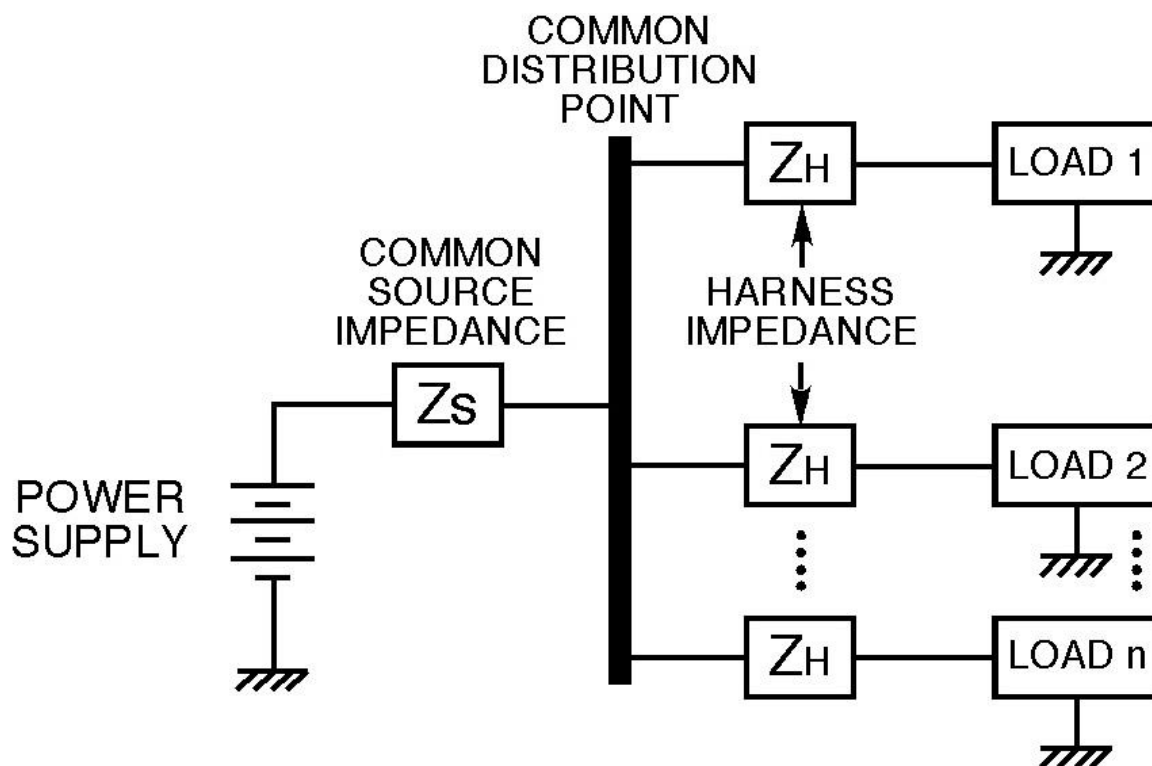 COMMON
DISTRIBUTION
POINT
ZH
LOAD 1
COMMON
SOURCE
IMPEDANCE
HARNESS
IMPEDANCE
ZS
ZH
LOAD 2
POWER
SUPPLY
ZH
LOAD n